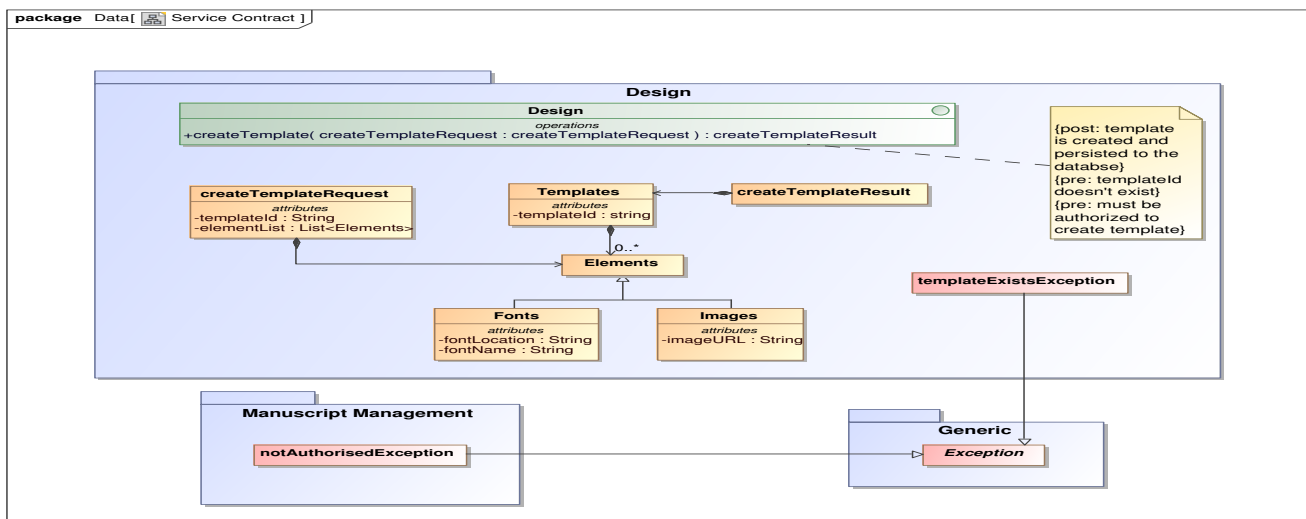 package Data[ Service Contract ]
Design
Design
operations
+createTemplate( createTemplateRequest : createTemplateRequest ) : createTemplateResult
{post: template
is created and
persisted to the
databse}
{pre: templateId
doesn't exist}
{pre: must be
authorized to
create template}
createTemplateRequest
attributes
-templateId : String
-elementList : List<Elements>
Templates
attributes
-templateId : string
createTemplateResult
0..*
Elements
templateExistsException
Fonts
attributes
-fontLocation : String
-fontName : String
Images
attributes
-imageURL : String
Manuscript Management
notAuthorisedException
Generic
Exception